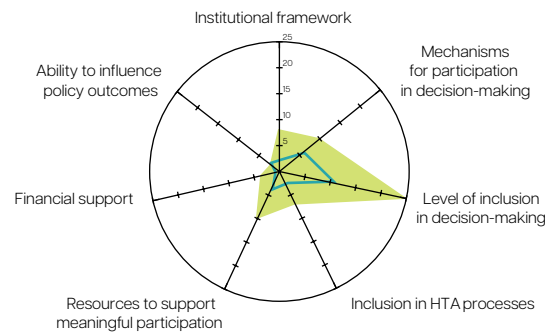 Institutional framework
25
20
15
10
5
Mechanisms
for participation
in decision-making
Level of inclusion
in decision-making
Inclusion in HTA processes
Resources to support
meaningful participation
Financial support
Ability to influence
policy outcomes